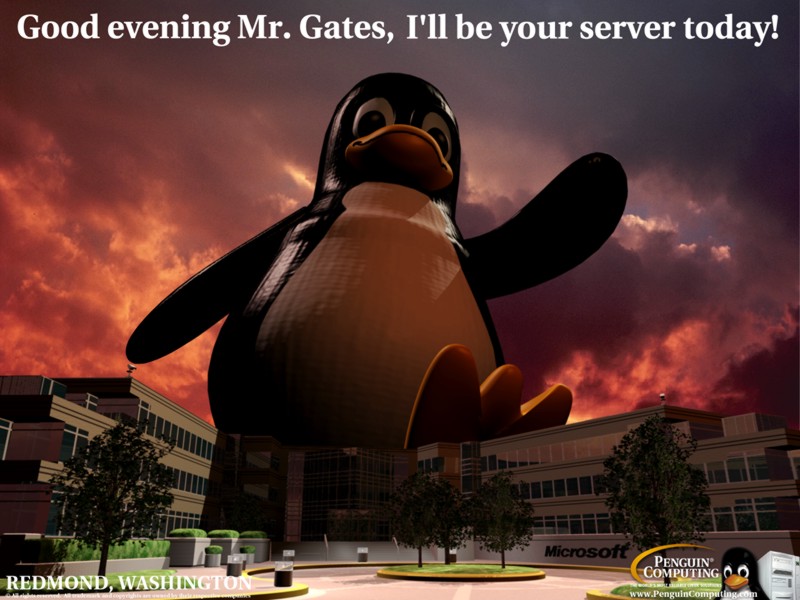 Good evening Mr. Gates, I'll be your server today!
Microsoft
PENGUIN®
COMPUTING
www.PenguinComputing.com
REDMOND, WASHINGTON